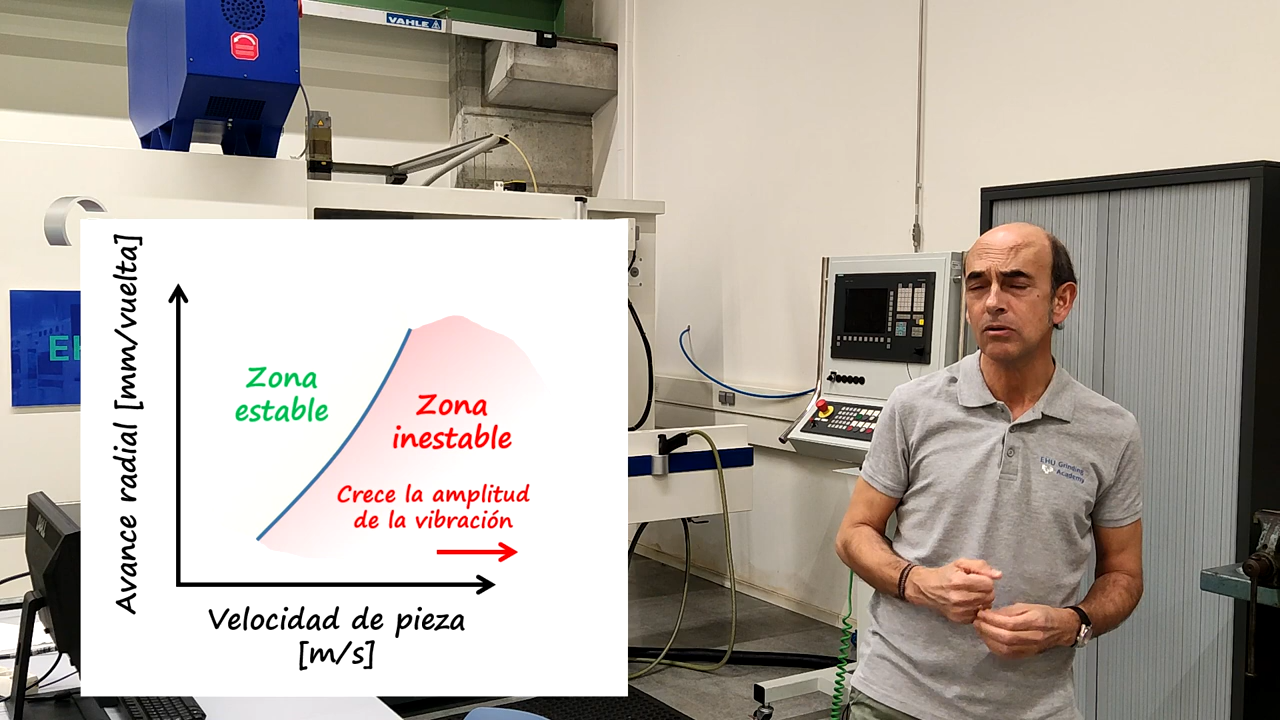 VAHLE
Avance radial [mm/vuelta]
Zona
estable
Zona
inestable
Crece la amplitud
de la vibración
Velocidad de pieza
[m/s]
EHU Grinding
Academy